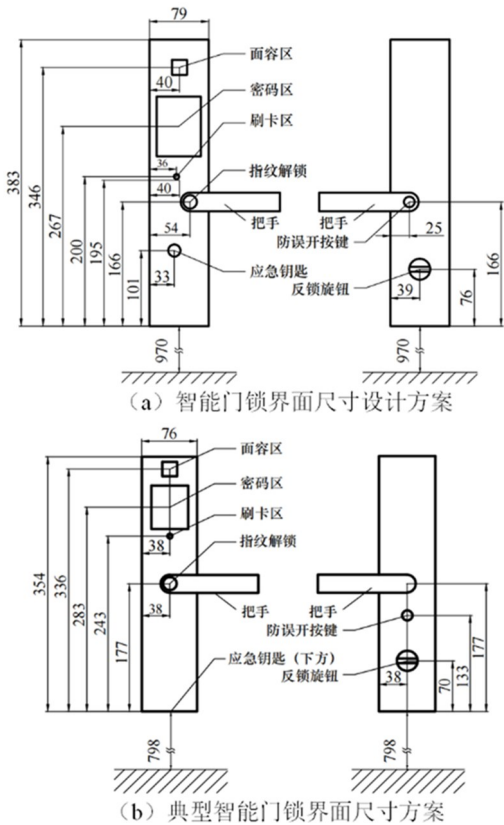 79
面容区
40
密码区
刷卡区
36
指纹解锁
40
383
346
267
200
195
166
把手
把手
54
防误开按键
25
166
应急钥匙
101
33
反锁旋钮
39
76
970
970
（a）智能门锁界面尺寸设计方案
76
面容区
密码区
刷卡区
38
指纹解锁
354
336
283
243
177
38
把手
把手
防误开按键
177
133
应急钥匙（下方）
反锁旋钮
38
70
798
798
（b）典型智能门锁界面尺寸方案